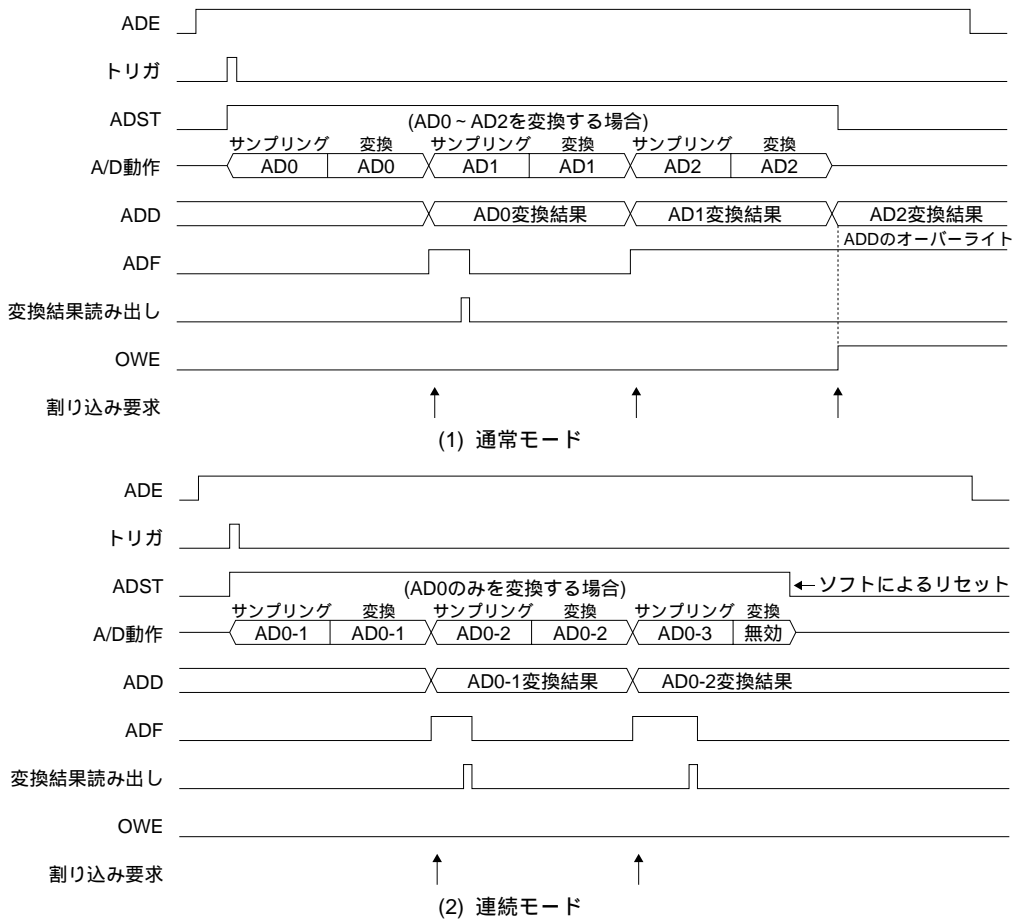 ADE
トリガ
ADST
(AD0 ~ AD2を変換する場合)
サンプリング 変換 サンプリング 変換 サンプリング 変換
A/D動作
AD0 AD0 AD1 AD1 AD2 AD2
ADD
AD0変換結果 AD1変換結果 AD2変換結果
ADDのオーバーライト
ADF
変換結果読み出し
OWE
割り込み要求
(1) 通常モード
ADE
トリガ
ADST
(AD0のみを変換する場合)
ソフトによるリセット
サンプリング 変換 サンプリング 変換 サンプリング 変換
A/D動作
AD0-1 AD0-1 AD0-2 AD0-2 AD0-3 無効
ADD
AD0-1変換結果 AD0-2変換結果
ADF
変換結果読み出し
OWE
割り込み要求
(2) 連続モード